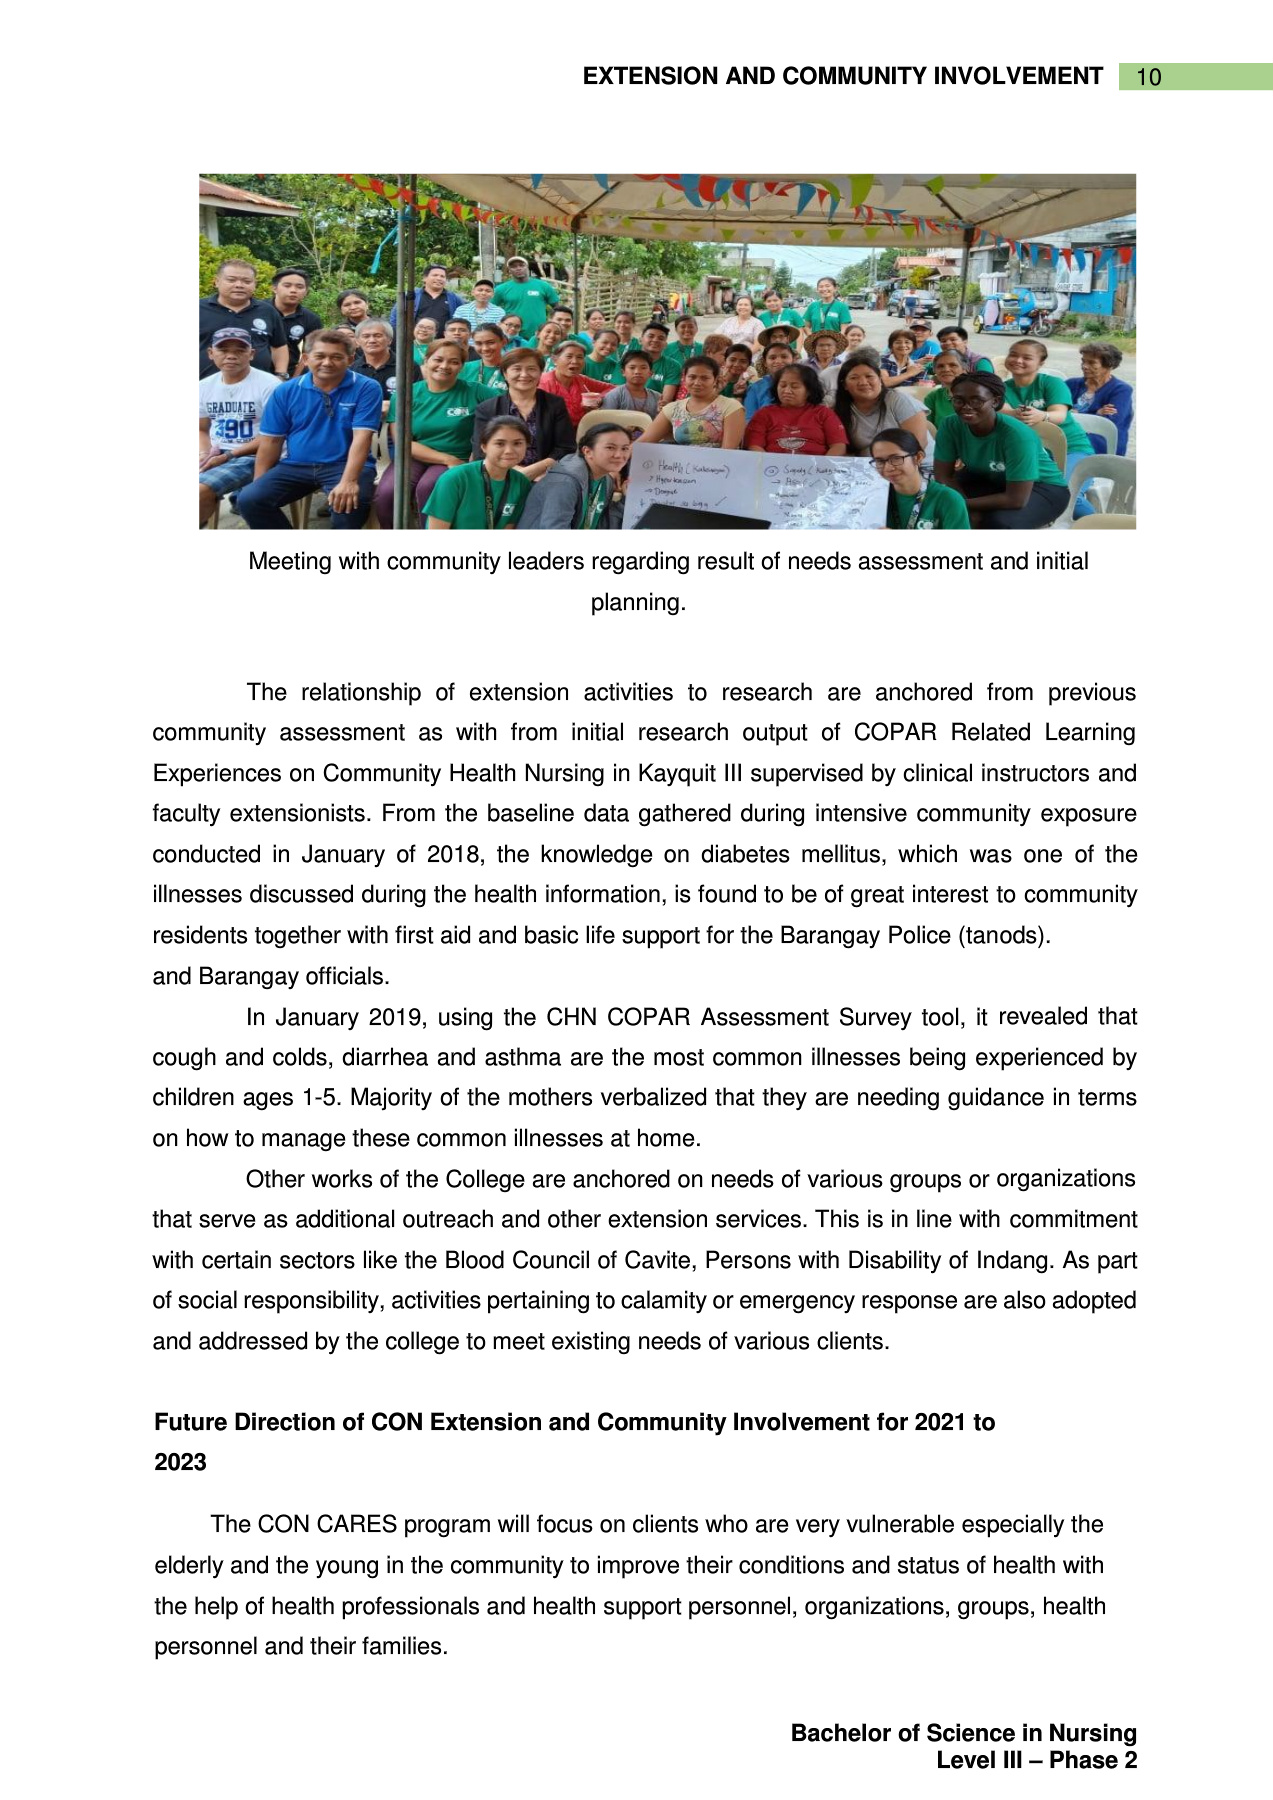 EXTENSION AND COMMUNITY INVOLVEMENT 10
GRADUATE
390
CON
Health (Kalusugan)
Dengue
Meeting with community leaders regarding result of needs assessment and initial
planning.
The relationship of extension activities to research are anchored from previous
community assessment as with from initial research output of COPAR Related Learning
Experiences on Community Health Nursing in Kayquit III supervised by clinical instructors and
faculty extensionists. From the baseline data gathered during intensive community exposure
conducted in January of 2018, the knowledge on diabetes mellitus, which was one of the
illnesses discussed during the health information, is found to be of great interest to community
residents together with first aid and basic life support for the Barangay Police (tanods).
and Barangay officials.
In January 2019, using the CHN COPAR Assessment Survey tool, it revealed that
cough and colds, diarrhea and asthma are the most common illnesses being experienced by
children ages 1-5. Majority of the mothers verbalized that they are needing guidance in terms
on how to manage these common illnesses at home.
Other works of the College are anchored on needs of various groups or organizations
that serve as additional outreach and other extension services. This is in line with commitment
with certain sectors like the Blood Council of Cavite, Persons with Disability of Indang. As part
of social responsibility, activities pertaining to calamity or emergency response are also adopted
and addressed by the college to meet existing needs of various clients.
Future Direction of CON Extension and Community Involvement for 2021 to
2023
The CON CARES program will focus on clients who are very vulnerable especially the
elderly and the young in the community to improve their conditions and status of health with
the help of health professionals and health support personnel, organizations, groups, health
personnel and their families.
Bachelor of Science in Nursing
Level III – Phase 2